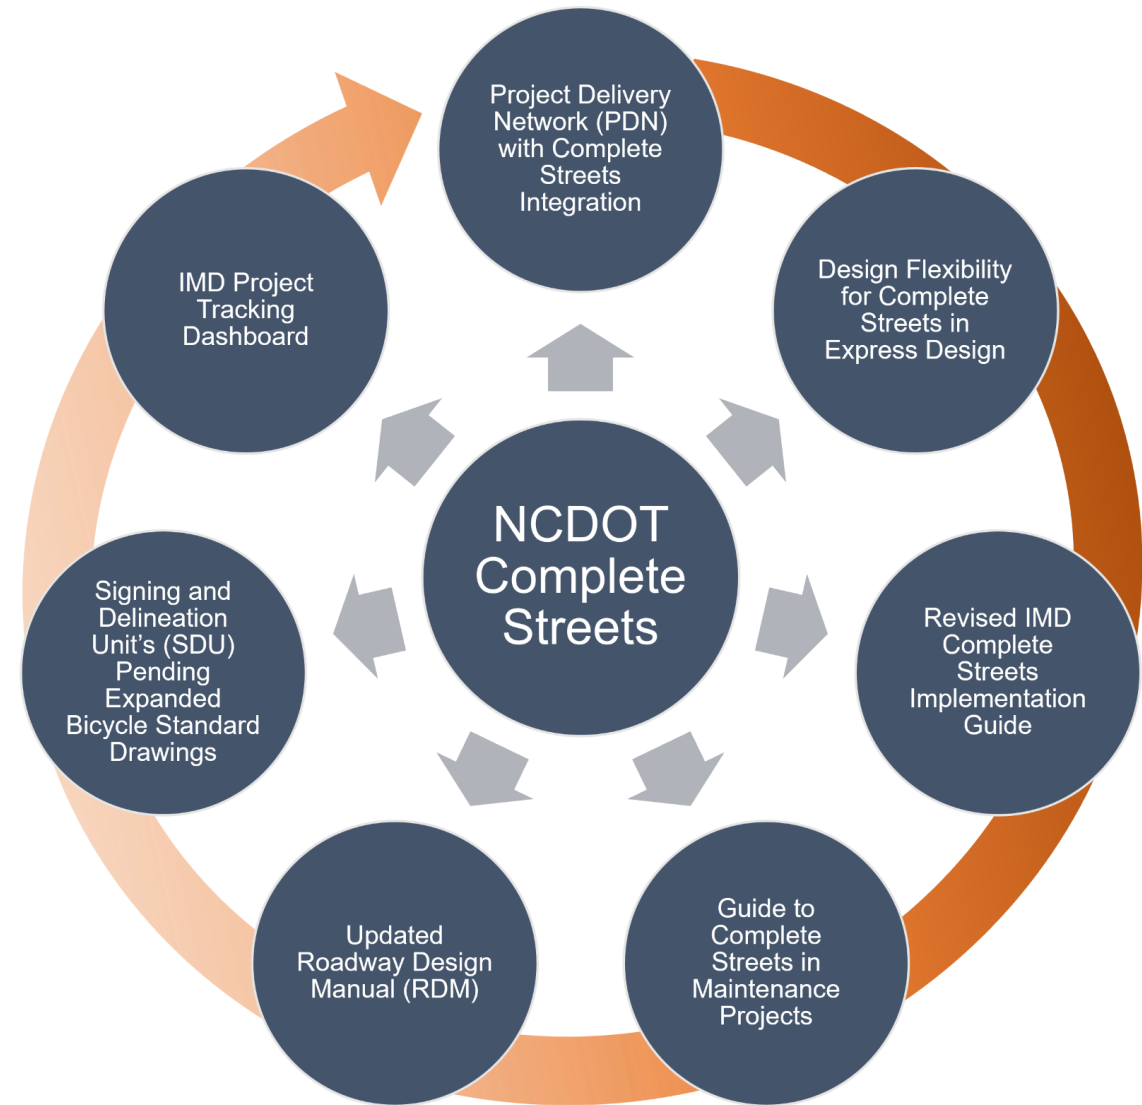 Project Delivery
Network (PDN)
with Complete
Streets
Integration
Design Flexibility
for Complete
Streets in
Express Design
Revised IMD
Complete
Streets
Implementation
Guide
Guide to
Complete
Streets in
Maintenance
Projects
Updated
Roadway Design
Manual (RDM)
Signing and
Delineation
Unit’s (SDU)
Pending
Expanded
Bicycle Standard
Drawings
IMD Project
Tracking
Dashboard
NCDOT
Complete
Streets